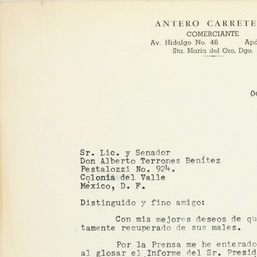 ANTERO CARRETE
COMERCIANTE
Av. Hidalgo No. 46
Sta. María del Oro, Dgo.
Sr. Lic. y Senador
Don Alberto Terrones Benítez
Pestalozzi No. 924.
Colonia del Valle
México, D. F.
Distinguido y fino amigo:
Con mis mejores deseos de qu
tamente recuperado de sus males.
Por la Prensa me he enterado
al glosar el Informe del Sr. Presid